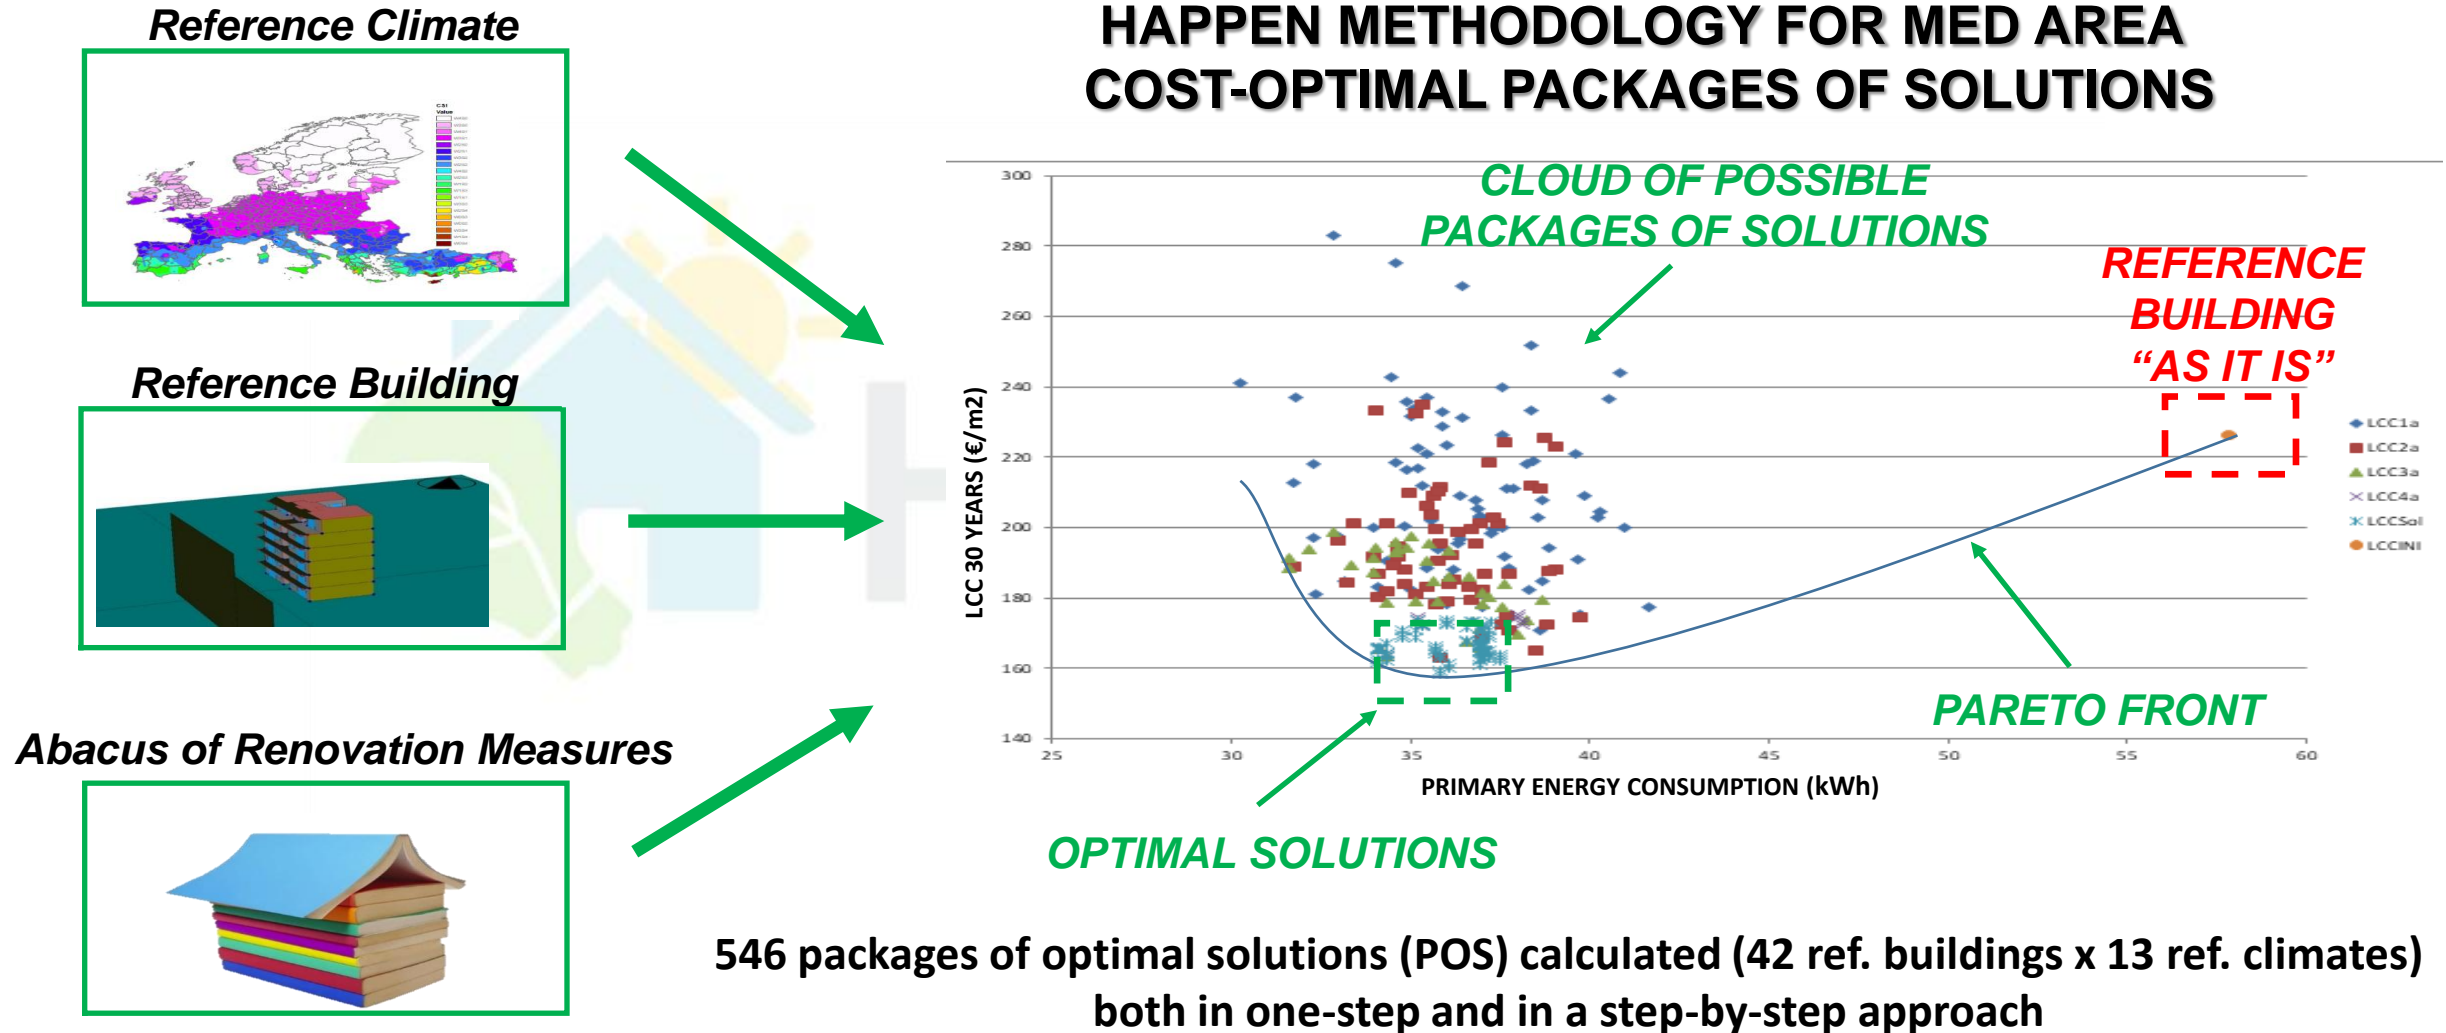 Reference Climate
HAPPEN METHODOLOGY FOR MED AREA
COST-OPTIMAL PACKAGES OF SOLUTIONS
CSI
Value
Reference Building
Abacus of Renovation Measures
CLOUD OF POSSIBLE
PACKAGES OF SOLUTIONS
REFERENCE
BUILDING
“AS IT IS”
300
280
260
240
220
200
180
160
140
LCC 30 YEARS (€/m2)
25 30 35 40 45 50 55 60
PRIMARY ENERGY CONSUMPTION (kWh)
LCC1a
LCC2a
LCC3a
LCC4a
LCCSol
LCCINI
PARETO FRONT
OPTIMAL SOLUTIONS
H
546 packages of optimal solutions (POS) calculated (42 ref. buildings x 13 ref. climates)
both in one-step and in a step-by-step approach